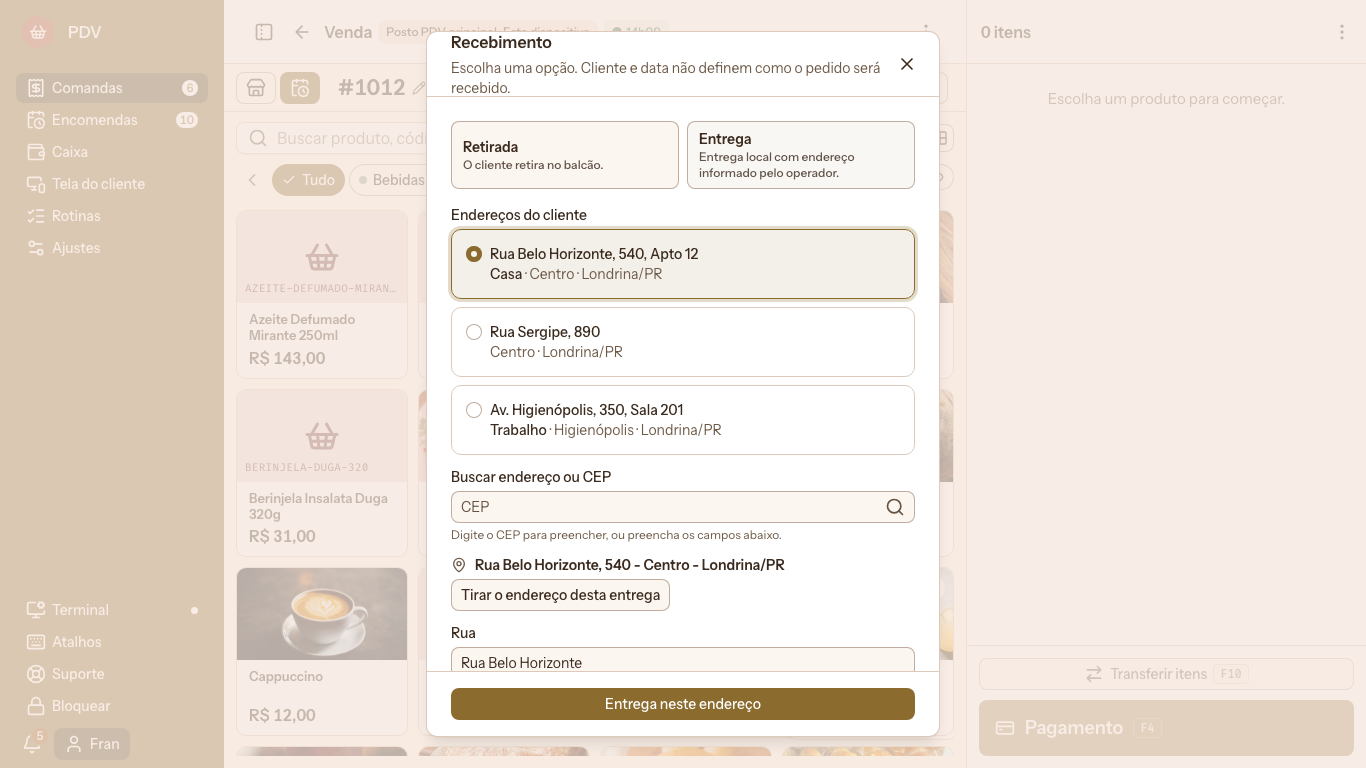 PDV
Comandas
6
Encomendas
10
Caixa
Tela do cliente
Rotinas
Ajustes
Terminal
Atalhos
Suporte
Bloquear
5
Fran
Venda
Posto PDV principal. Este dispositivo
14h00
#1012
Buscar produto, códi
Tudo
Bebidas
AZEITE-DEFUMADO-MIRAN…
Azeite Defumado
Mirante 250ml
R$ 143,00
BERINJELA-DUGA-320
Berinjela Insalata Duga
320g
R$ 31,00
Cappuccino
R$ 12,00
Recebimento
Escolha uma opção. Cliente e data não definem como o pedido será
recebido.
Retirada
O cliente retira no balcão.
Entrega
Entrega local com endereço
informado pelo operador.
Endereços do cliente
Rua Belo Horizonte, 540, Apto 12
Casa · Centro · Londrina/PR
Rua Sergipe, 890
Centro · Londrina/PR
Av. Higienópolis, 350, Sala 201
Trabalho · Higienópolis · Londrina/PR
Buscar endereço ou CEP
CEP
Digite o CEP para preencher, ou preencha os campos abaixo.
Rua Belo Horizonte, 540 - Centro - Londrina/PR
Tirar o endereço desta entrega
Rua
Rua Belo Horizonte
Entrega neste endereço
0 itens
Escolha um produto para começar.
Transferir itens
F10
Pagamento
F4